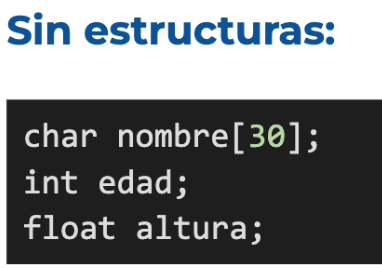 Sin estructuras:
char nombre[30];
int edad;
float altura;